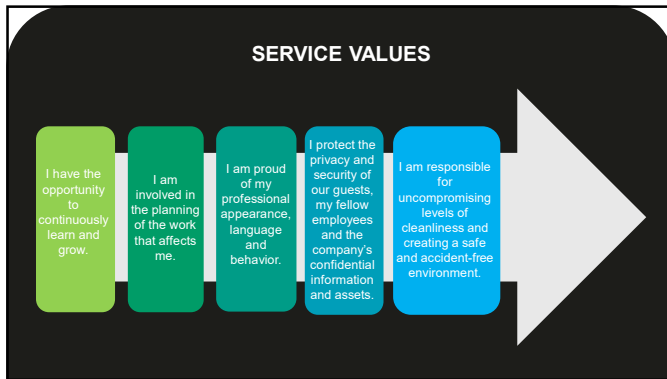 SERVICE VALUES
I have the
opportunity
to
continuously
learn and
grow.
I am
involved in
the planning
of the work
that affects
me.
I am proud
of my
professional
appearance,
language
and
behavior.
I protect the
privacy and
security of
our guests,
my fellow
employees
and the
company's
confidential
information
and assets.
I am responsible
for
uncompromising
levels of
cleanliness and
creating a safe
and accident-free
environment.